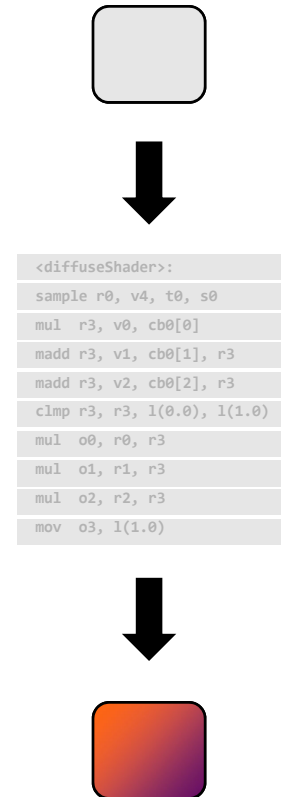 <diffuseShader>:
sample r0, v4, t0, s0
mul  r3, v0, cb0[0]
madd r3, v1, cb0[1], r3
madd r3, v2, cb0[2], r3
clmp r3, r3, l(0.0), l(1.0)
mul  o0, r0, r3
mul  o1, r1, r3
mul  o2, r2, r3
mov  o3, l(1.0)